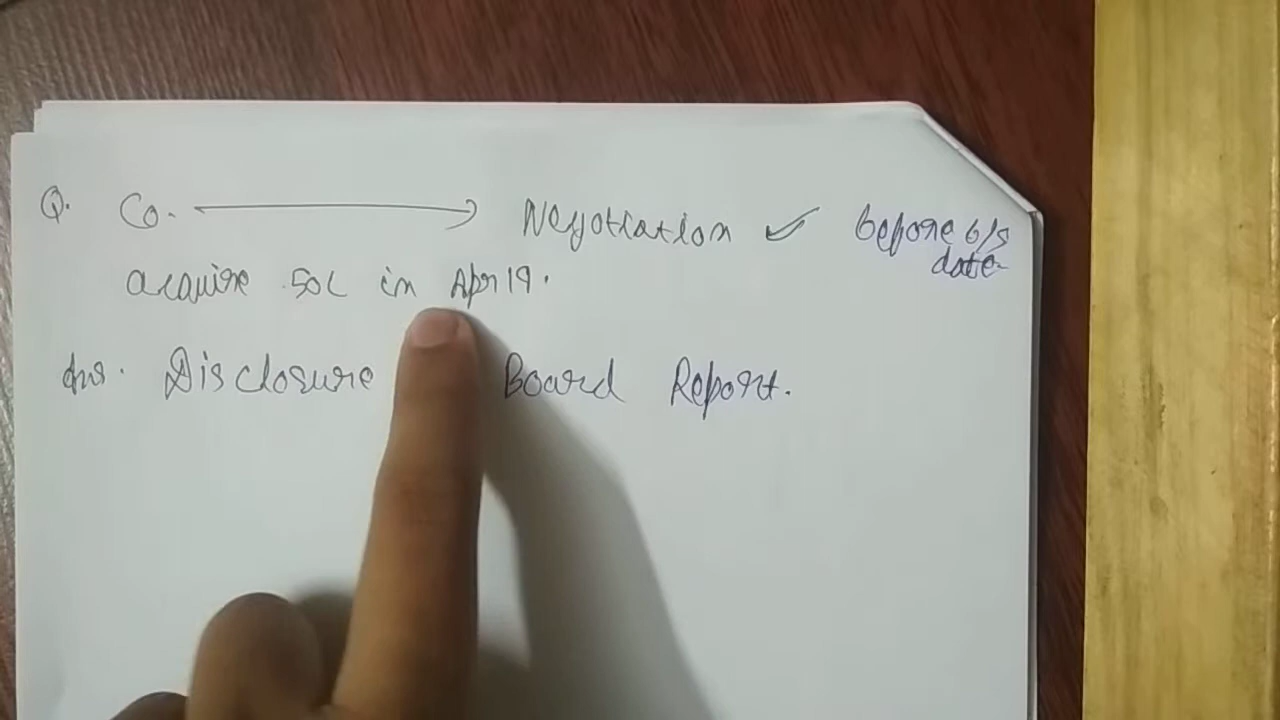 Q. Co. → Negotiation ✓ before b/s date.
acquire 50L in Apr 19.
Ans. Disclosure Board Report.